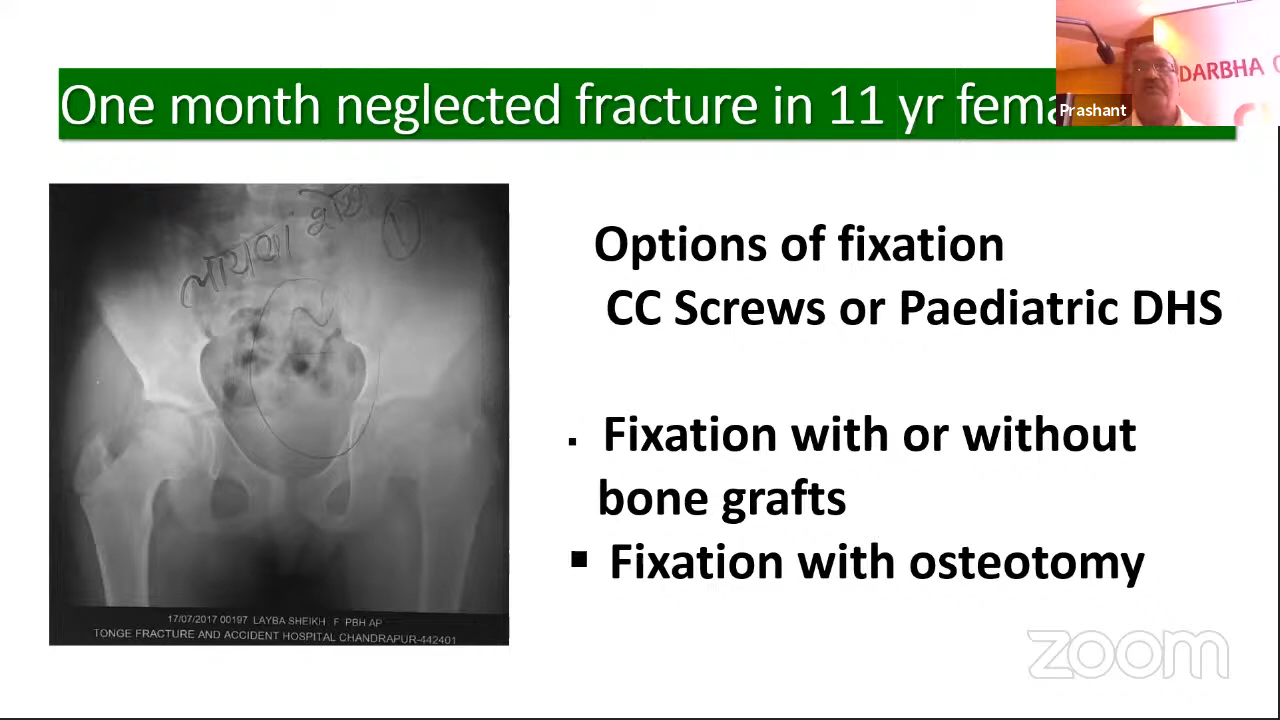 One month neglected fracture in 11 yr fema
DARBHA
Prashant
Options of fixation
CC Screws or Paediatric DHS
▪ Fixation with or without
bone grafts
▪ Fixation with osteotomy
लायबा शेख
1
17/07/2017 00197 LAYBA SHEIKH . F PBH AP
TONGE FRACTURE AND ACCIDENT HOSPITAL CHANDRAPUR-442401
zoom